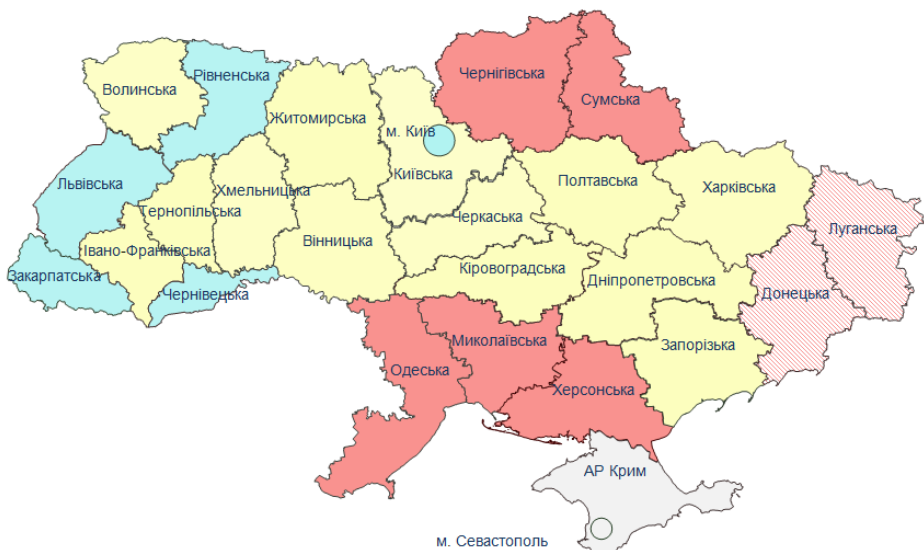 Чернігівська
Рівненська
Волинська
Сумська
Житомирська
м. Київ
Київська
Полтавська
Харківська
Львівська
Хмельницька
Тернопільська
Черкаська
Луганська
Вінницька
Івано-Франківська
Закарпатська
Кіровоградська
Дніпропетровська
Чернівецька
Донецька
Миколаївська
Запорізька
Одеська
Херсонська
АР Крим
м. Севастополь